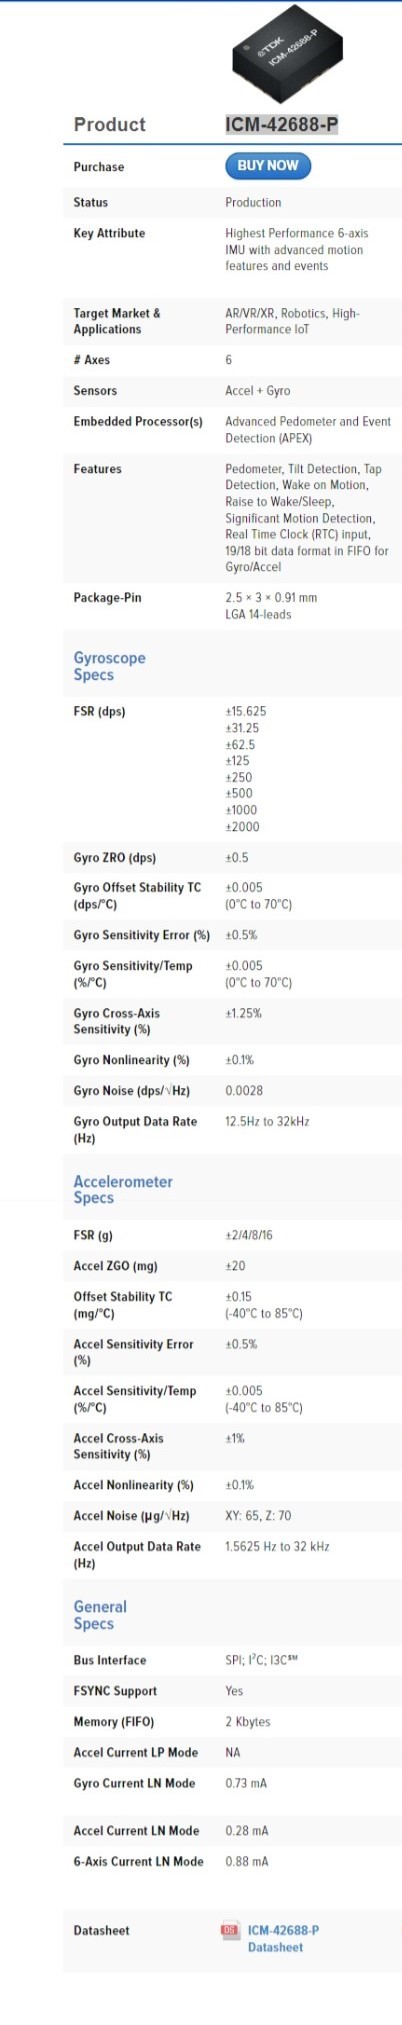 TDK
ICM-42688-P
Product ICM-42688-P
Purchase BUY NOW
Status Production
Key Attribute Highest Performance 6-axis
IMU with advanced motion
features and events
Target Market & AR/VR/XR, Robotics, High-
Applications Performance IoT
# Axes 6
Sensors Accel + Gyro
Embedded Processor(s) Advanced Pedometer and Event
Detection (APEX)
Features Pedometer, Tilt Detection, Tap
Detection, Wake on Motion,
Raise to Wake/Sleep,
Significant Motion Detection,
Real Time Clock (RTC) input,
19/18 bit data format in FIFO for
Gyro/Accel
Package-Pin 2.5 × 3 × 0.91 mm
LGA 14-leads
Gyroscope
Specs
FSR (dps) ±15.625
±31.25
±62.5
±125
±250
±500
±1000
±2000
Gyro ZRO (dps) ±0.5
Gyro Offset Stability TC ±0.005
(dps/°C) (0°C to 70°C)
Gyro Sensitivity Error (%) ±0.5%
Gyro Sensitivity/Temp ±0.005
(%/°C) (0°C to 70°C)
Gyro Cross-Axis ±1.25%
Sensitivity (%)
Gyro Nonlinearity (%) ±0.1%
Gyro Noise (dps/√Hz) 0.0028
Gyro Output Data Rate 12.5Hz to 32kHz
(Hz)
Accelerometer
Specs
FSR (g) ±2/4/8/16
Accel ZGO (mg) ±20
Offset Stability TC ±0.15
(mg/°C) (-40°C to 85°C)
Accel Sensitivity Error ±0.5%
(%)
Accel Sensitivity/Temp ±0.005
(%/°C) (-40°C to 85°C)
Accel Cross-Axis ±1%
Sensitivity (%)
Accel Nonlinearity (%) ±0.1%
Accel Noise (µg/√Hz) XY: 65, Z: 70
Accel Output Data Rate 1.5625 Hz to 32 kHz
(Hz)
General
Specs
Bus Interface SPI; I²C; I3C℠
FSYNC Support Yes
Memory (FIFO) 2 Kbytes
Accel Current LP Mode NA
Gyro Current LN Mode 0.73 mA
Accel Current LN Mode 0.28 mA
6-Axis Current LN Mode 0.88 mA
Datasheet DS ICM-42688-P
Datasheet